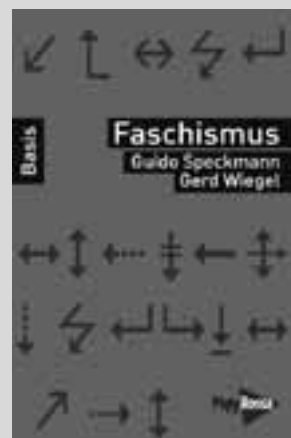 Basis
Faschismus
Guido Speckmann
Gerd Wiegel
PapyRossa